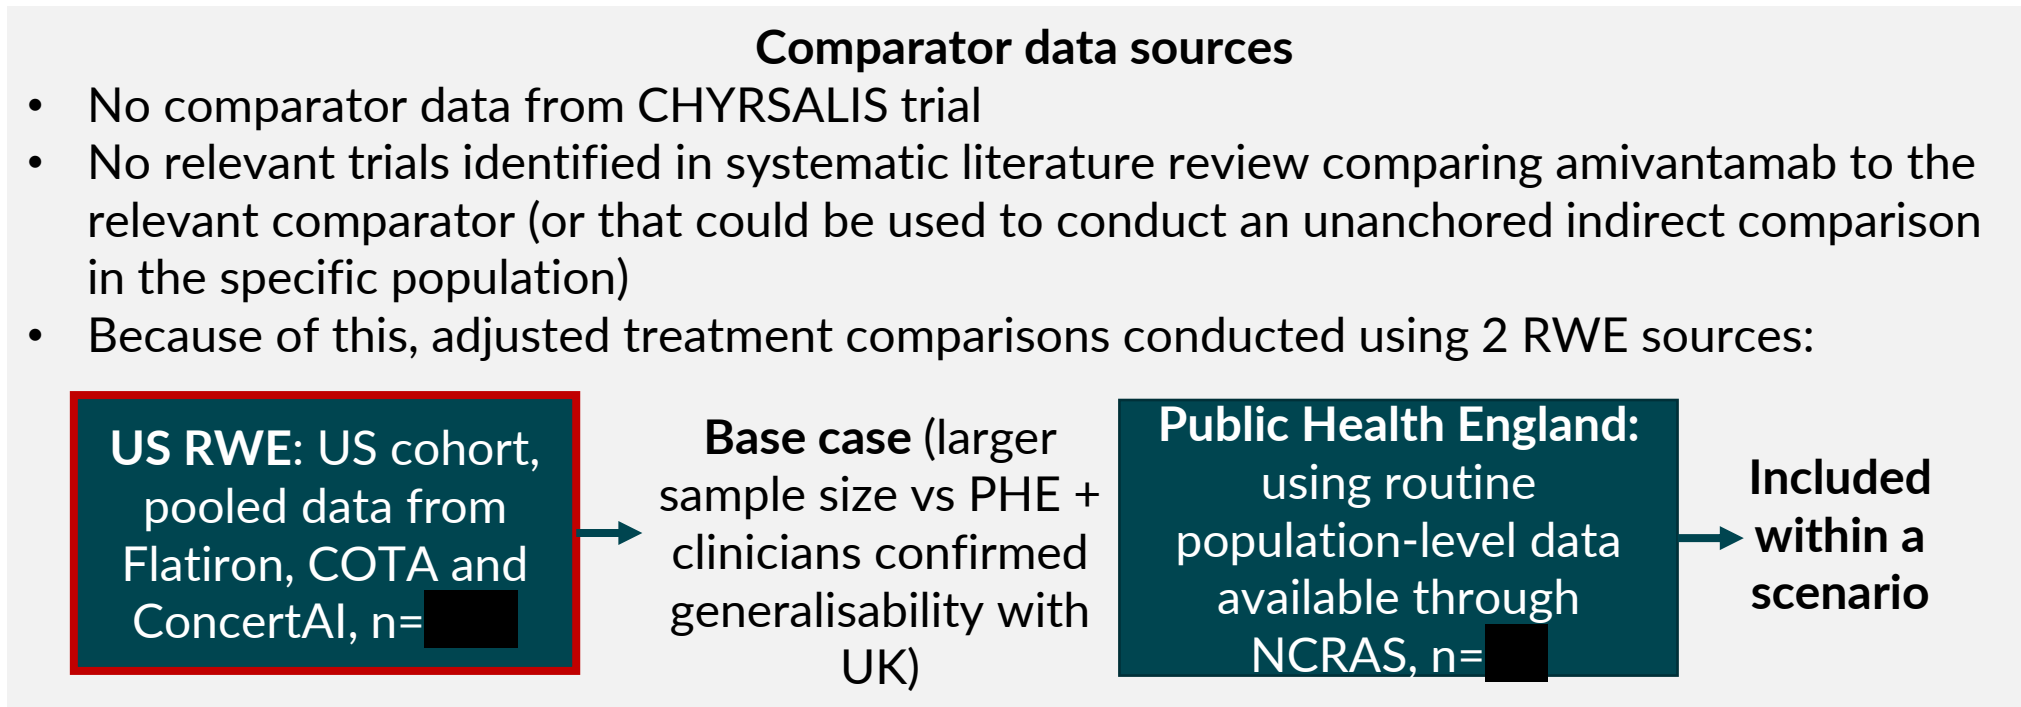 Comparator data sources
• No comparator data from CHYRSALIS trial
• No relevant trials identified in systematic literature review comparing amivantamab to the
relevant comparator (or that could be used to conduct an unanchored indirect comparison
in the specific population)
• Because of this, adjusted treatment comparisons conducted using 2 RWE sources:
US RWE: US cohort,
pooled data from
Flatiron, COTA and
ConcertAI, n=
Base case (larger
sample size vs PHE +
clinicians confirmed
generalisability with
UK)
Public Health England:
using routine
population-level data
available through
NCRAS, n=
Included
within a
scenario